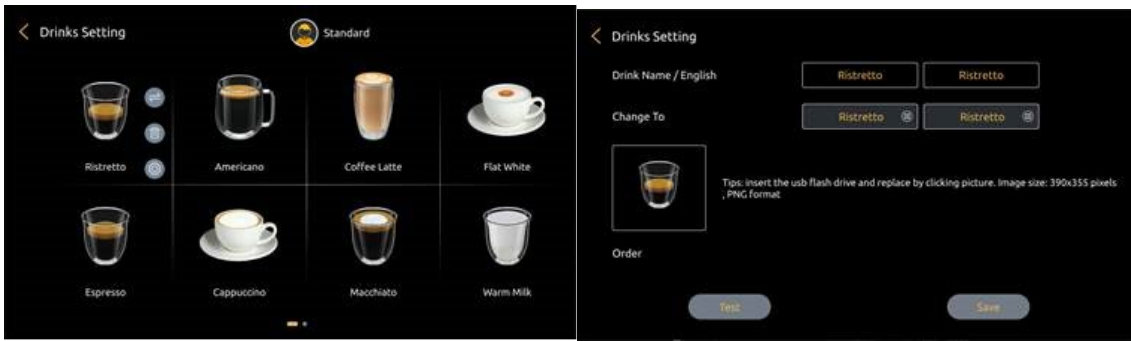 Drinks Setting
Standard
Ristretto
Americano
Coffee Latte
Flat White
Espresso
Cappuccino
Macchiato
Warm Milk
Drinks Setting
Drink Name / English
Ristretto
Ristretto
Change To
Ristretto
Ristretto
Tips: insert the usb flash drive and replace by clicking picture. Image size: 390x355 pixels
, PNG format
Order
Test
Save